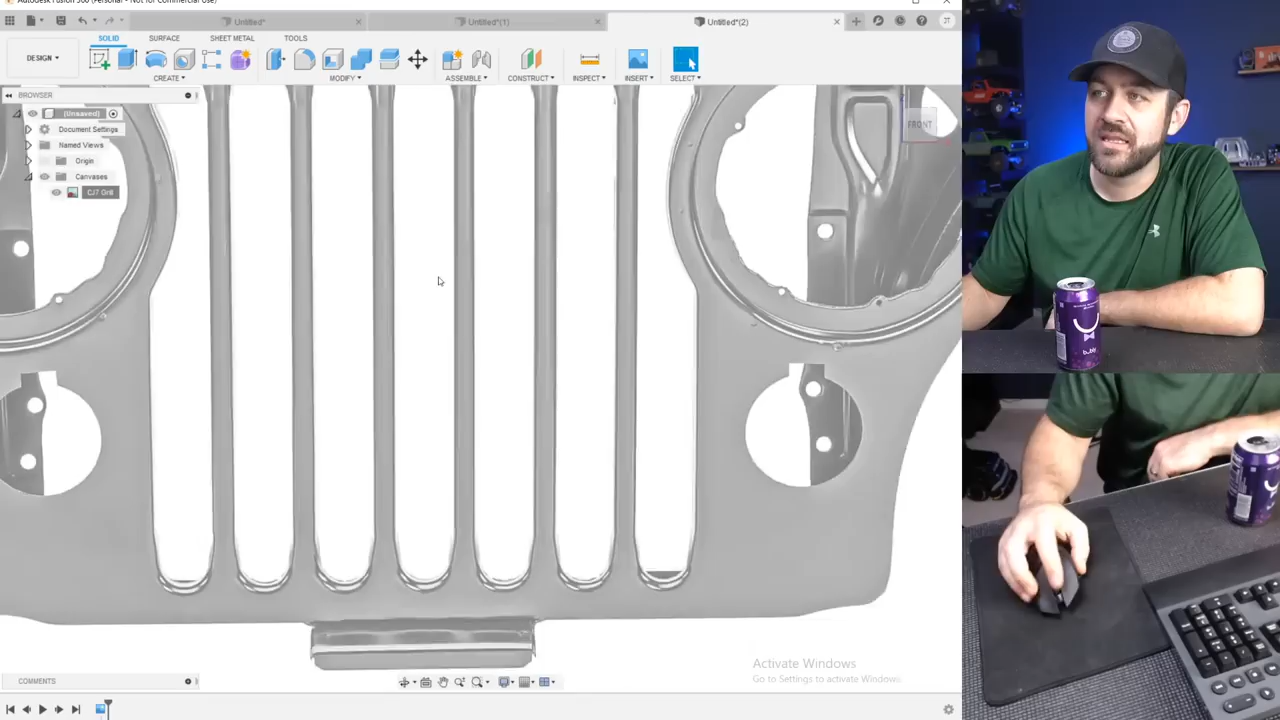 Autodesk Fusion 360 (Personal - Not for Commercial Use)
Untitled*
Untitled*(1)
Untitled*(2)
JT
DESIGN
SOLID
SURFACE
SHEET METAL
TOOLS
CREATE
MODIFY
ASSEMBLE
CONSTRUCT
INSPECT
INSERT
SELECT
BROWSER
(Unsaved)
Document Settings
Named Views
Origin
Canvases
CJ7 Grill
FRONT
bubly
Activate Windows
Go to Settings to activate Windows.
COMMENTS